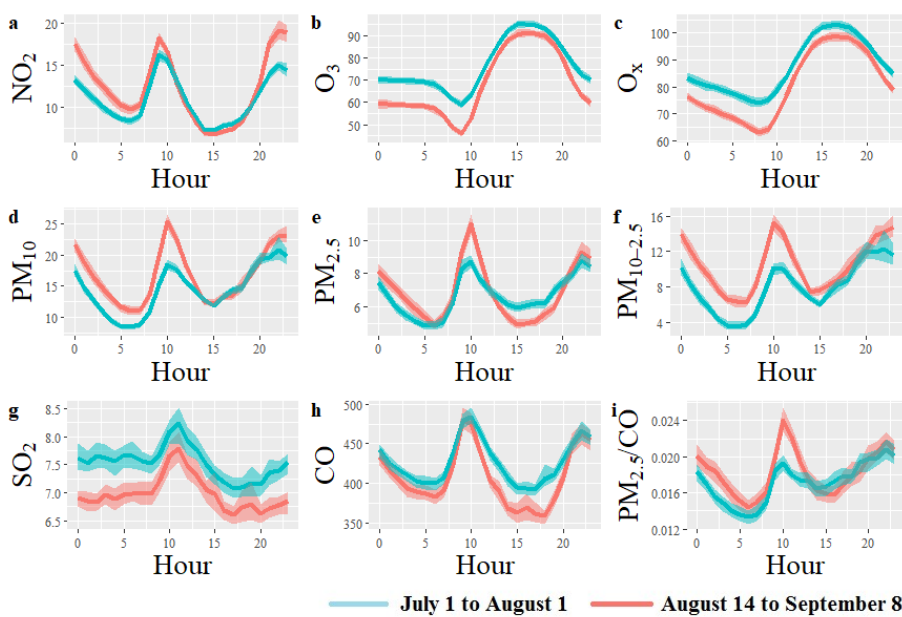 a
NO2
20
15
10
0 5 10 15 20
Hour
b
O3
90
80
70
60
50
0 5 10 15 20
Hour
c
Ox
100
90
80
70
60
0 5 10 15 20
Hour
d
PM10
25
20
15
10
0 5 10 15 20
Hour
e
PM2.5
10
8
6
0 5 10 15 20
Hour
f
PM10−2.5
16
12
8
4
0 5 10 15 20
Hour
g
SO2
8.5
8.0
7.5
7.0
6.5
0 5 10 15 20
Hour
h
CO
500
450
400
350
0 5 10 15 20
Hour
i
PM2.5/CO
0.024
0.020
0.016
0.012
0 5 10 15 20
Hour
July 1 to August 1
August 14 to September 8